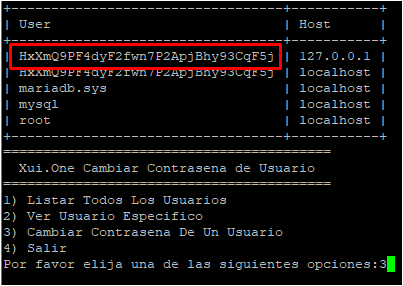 User Host
HxXmQ9PF4dyF2fwn7P2ApjBhy93CqF5j 127.0.0.1
HxXmQ9PF4dyF2fwn7P2ApjBhy93CqF5j localhost
mariadb.sys localhost
mysql localhost
root localhost
Xui.One Cambiar Contrasena de Usuario
1) Listar Todos Los Usuarios
2) Ver Usuario Especifico
3) Cambiar Contrasena De Un Usuario
4) Salir
Por favor elija una de las siguientes opciones:3